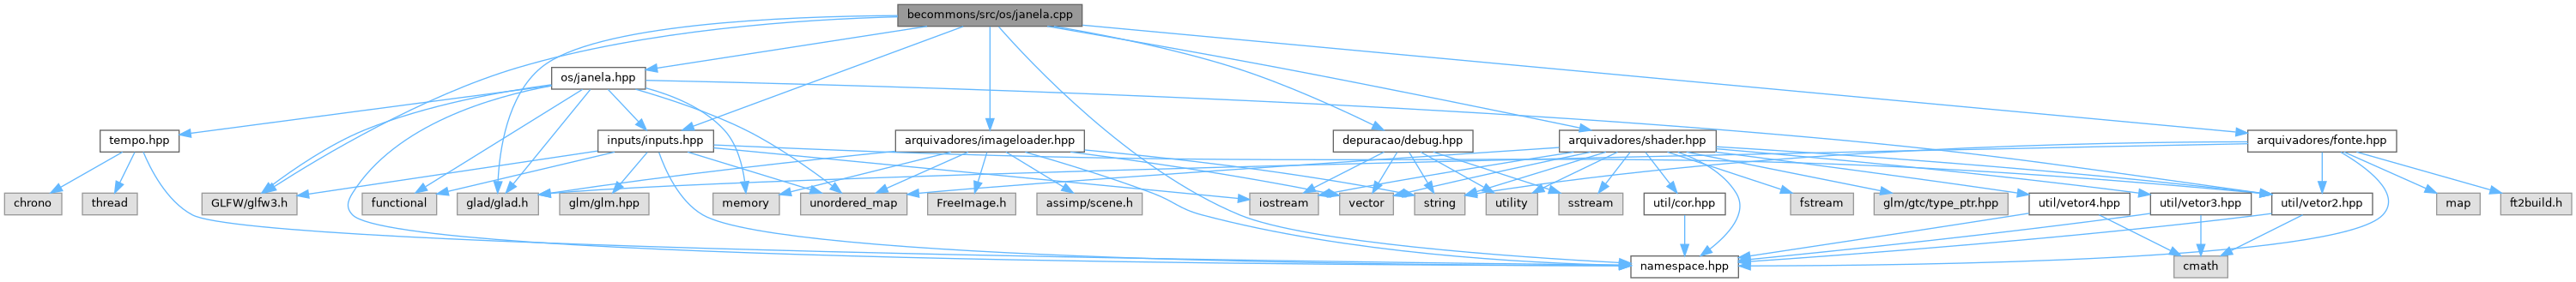 becommons/src/os/janela.cpp
os/janela.hpp
tempo.hpp
inputs/inputs.hpp
arquivadores/imageloader.hpp
depuracao/debug.hpp
arquivadores/shader.hpp
arquivadores/fonte.hpp
chrono
thread
GLFW/glfw3.h
functional
glad/glad.h
glm/glm.hpp
memory
unordered_map
FreeImage.h
assimp/scene.h
iostream
vector
string
utility
sstream
util/cor.hpp
fstream
glm/gtc/type_ptr.hpp
util/vetor4.hpp
util/vetor3.hpp
util/vetor2.hpp
map
ft2build.h
namespace.hpp
cmath